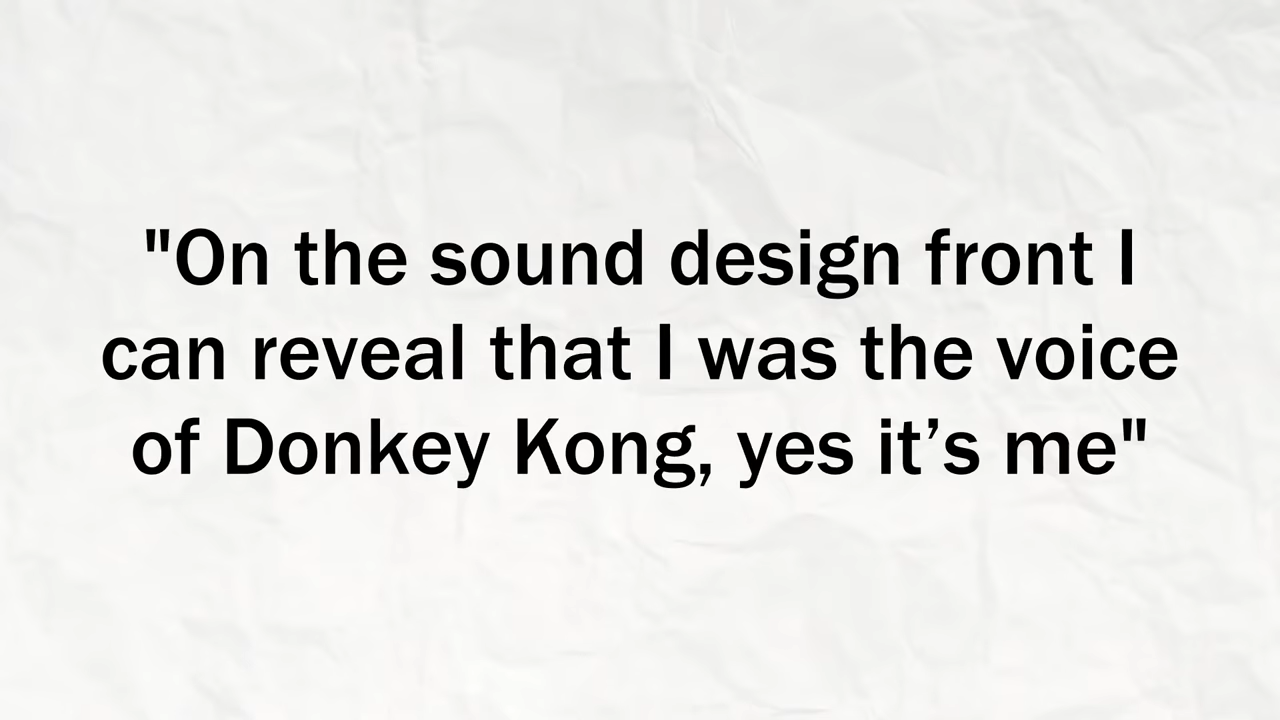 "On the sound design front I
can reveal that I was the voice
of Donkey Kong, yes it’s me"